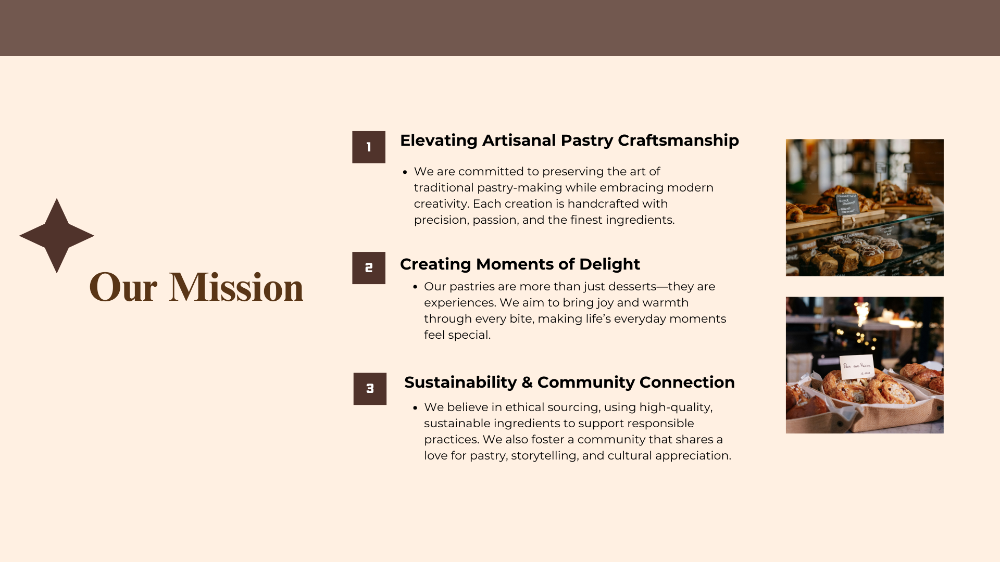 Our Mission
1
Elevating Artisanal Pastry Craftsmanship
• We are committed to preserving the art of
traditional pastry-making while embracing modern
creativity. Each creation is handcrafted with
precision, passion, and the finest ingredients.
2
Creating Moments of Delight
• Our pastries are more than just desserts—they are
experiences. We aim to bring joy and warmth
through every bite, making life’s everyday moments
feel special.
3
Sustainability & Community Connection
• We believe in ethical sourcing, using high-quality,
sustainable ingredients to support responsible
practices. We also foster a community that shares a
love for pastry, storytelling, and cultural appreciation.
BUTTER
CROISSANT
Pain aux Raisins